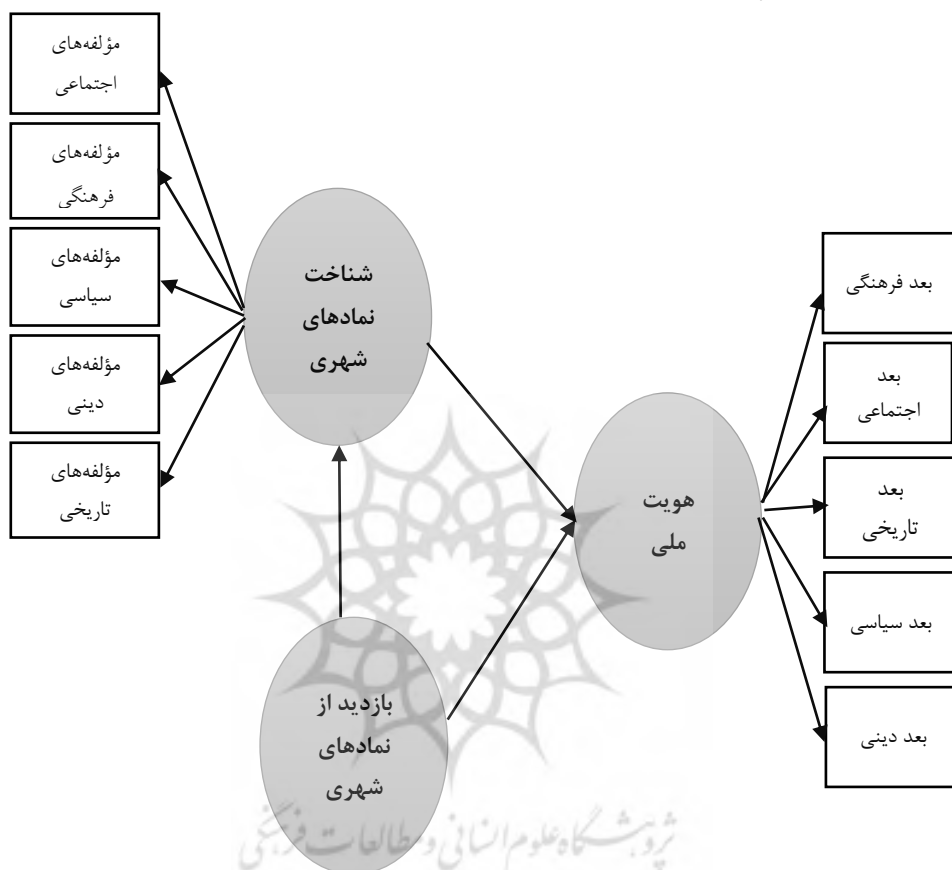 مؤلفه‌های
اجتماعی
مؤلفه‌های
فرهنگی
مؤلفه‌های
سیاسی
مؤلفه‌های
دینی
مؤلفه‌های
تاریخی
شناخت
نمادهای
شهری
بازدید از
نمادهای
شهری
هویت
ملی
بعد فرهنگی
بعد
اجتماعی
بعد
تاریخی
بعد سیاسی
بعد دینی
پژوهشگاه علوم انسانی و مطالعات فرهنگی